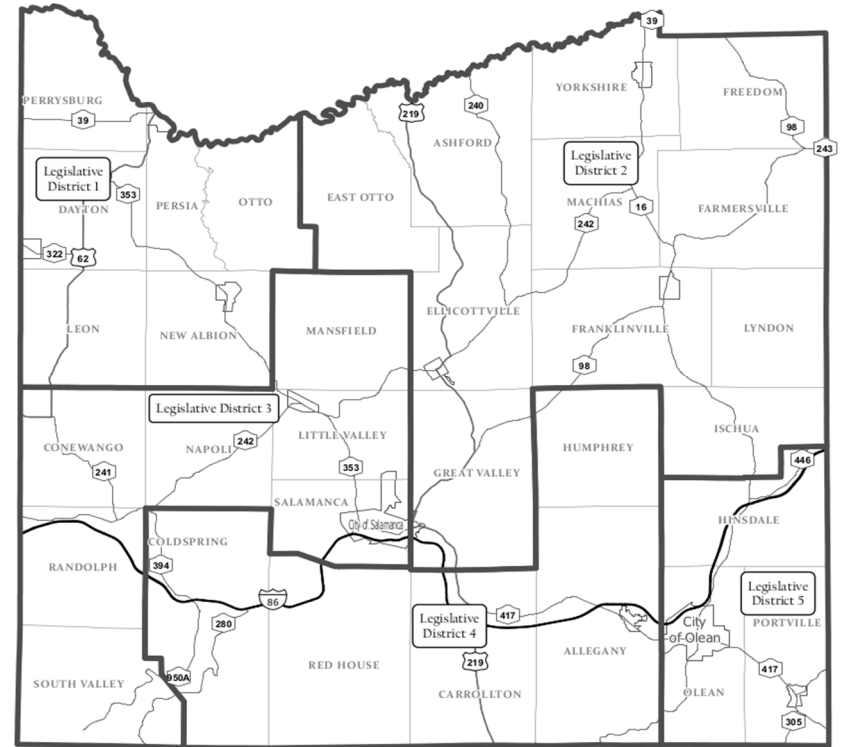 39
PERRYSBURG
39
219
240
YORKSHIRE
FREEDOM
98
243
ASHFORD
Legislative
District 1
Legislative
District 2
353
DAYTON
PERSIA
OTTO
EAST OTTO
MACHIAS
16
FARMERSVILLE
242
322
62
LEON
NEW ALBION
MANSFIELD
ELLICOTTVILLE
FRANKLINVILLE
LYNDON
98
Legislative District 3
CONEWANGO
NAPOLI
242
LITTLE VALLEY
ISCHUA
HUMPHREY
241
353
GREAT VALLEY
446
SALAMANCA
City of Salamanca
HINSDALE
COLDSPRING
RANDOLPH
394
86
280
Legislative
District 4
417
Legislative
District 5
PORTVILLE
City
of Olean
ALLEGANY
219
RED HOUSE
417
950A
SOUTH VALLEY
CARROLLTON
OLEAN
305